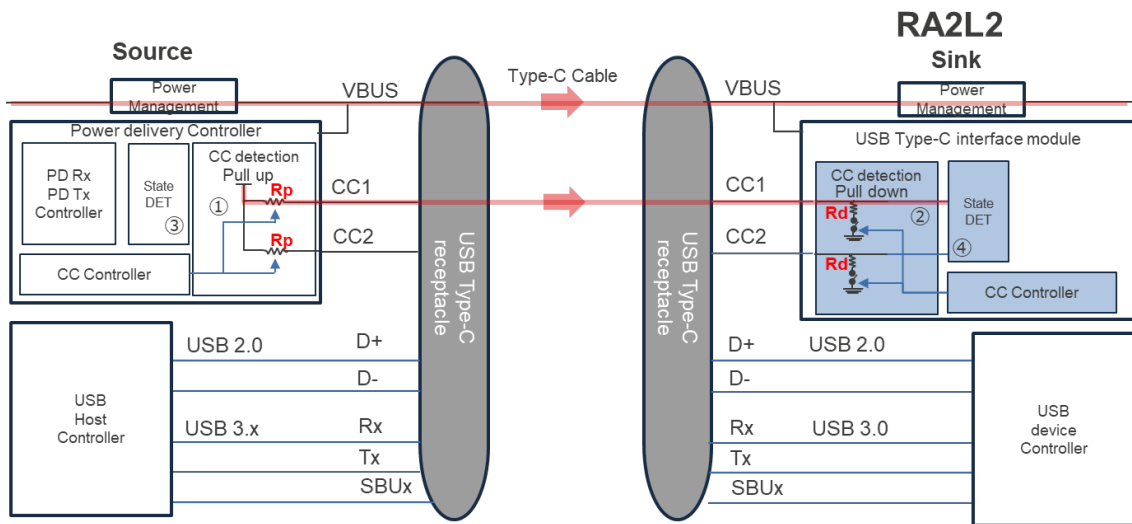 Source
RA2L2
Sink
Power
Management
VBUS
Type-C Cable
VBUS
Power
Management
Power delivery Controller
USB Type-C interface module
PD Rx
PD Tx
Controller
State
DET
③
CC detection
Pull up
①
Rp
Rp
CC Controller
CC1
CC2
USB Type-C
receptacle
USB Type-C
receptacle
CC1
CC2
CC detection
Pull down
Rd
②
Rd
State
DET
④
CC Controller
USB
Host
Controller
USB 2.0
D+
D-
USB 3.x
Rx
Tx
SBUx
D+
USB 2.0
D-
Rx
USB 3.0
Tx
SBUx
USB
device
Controller